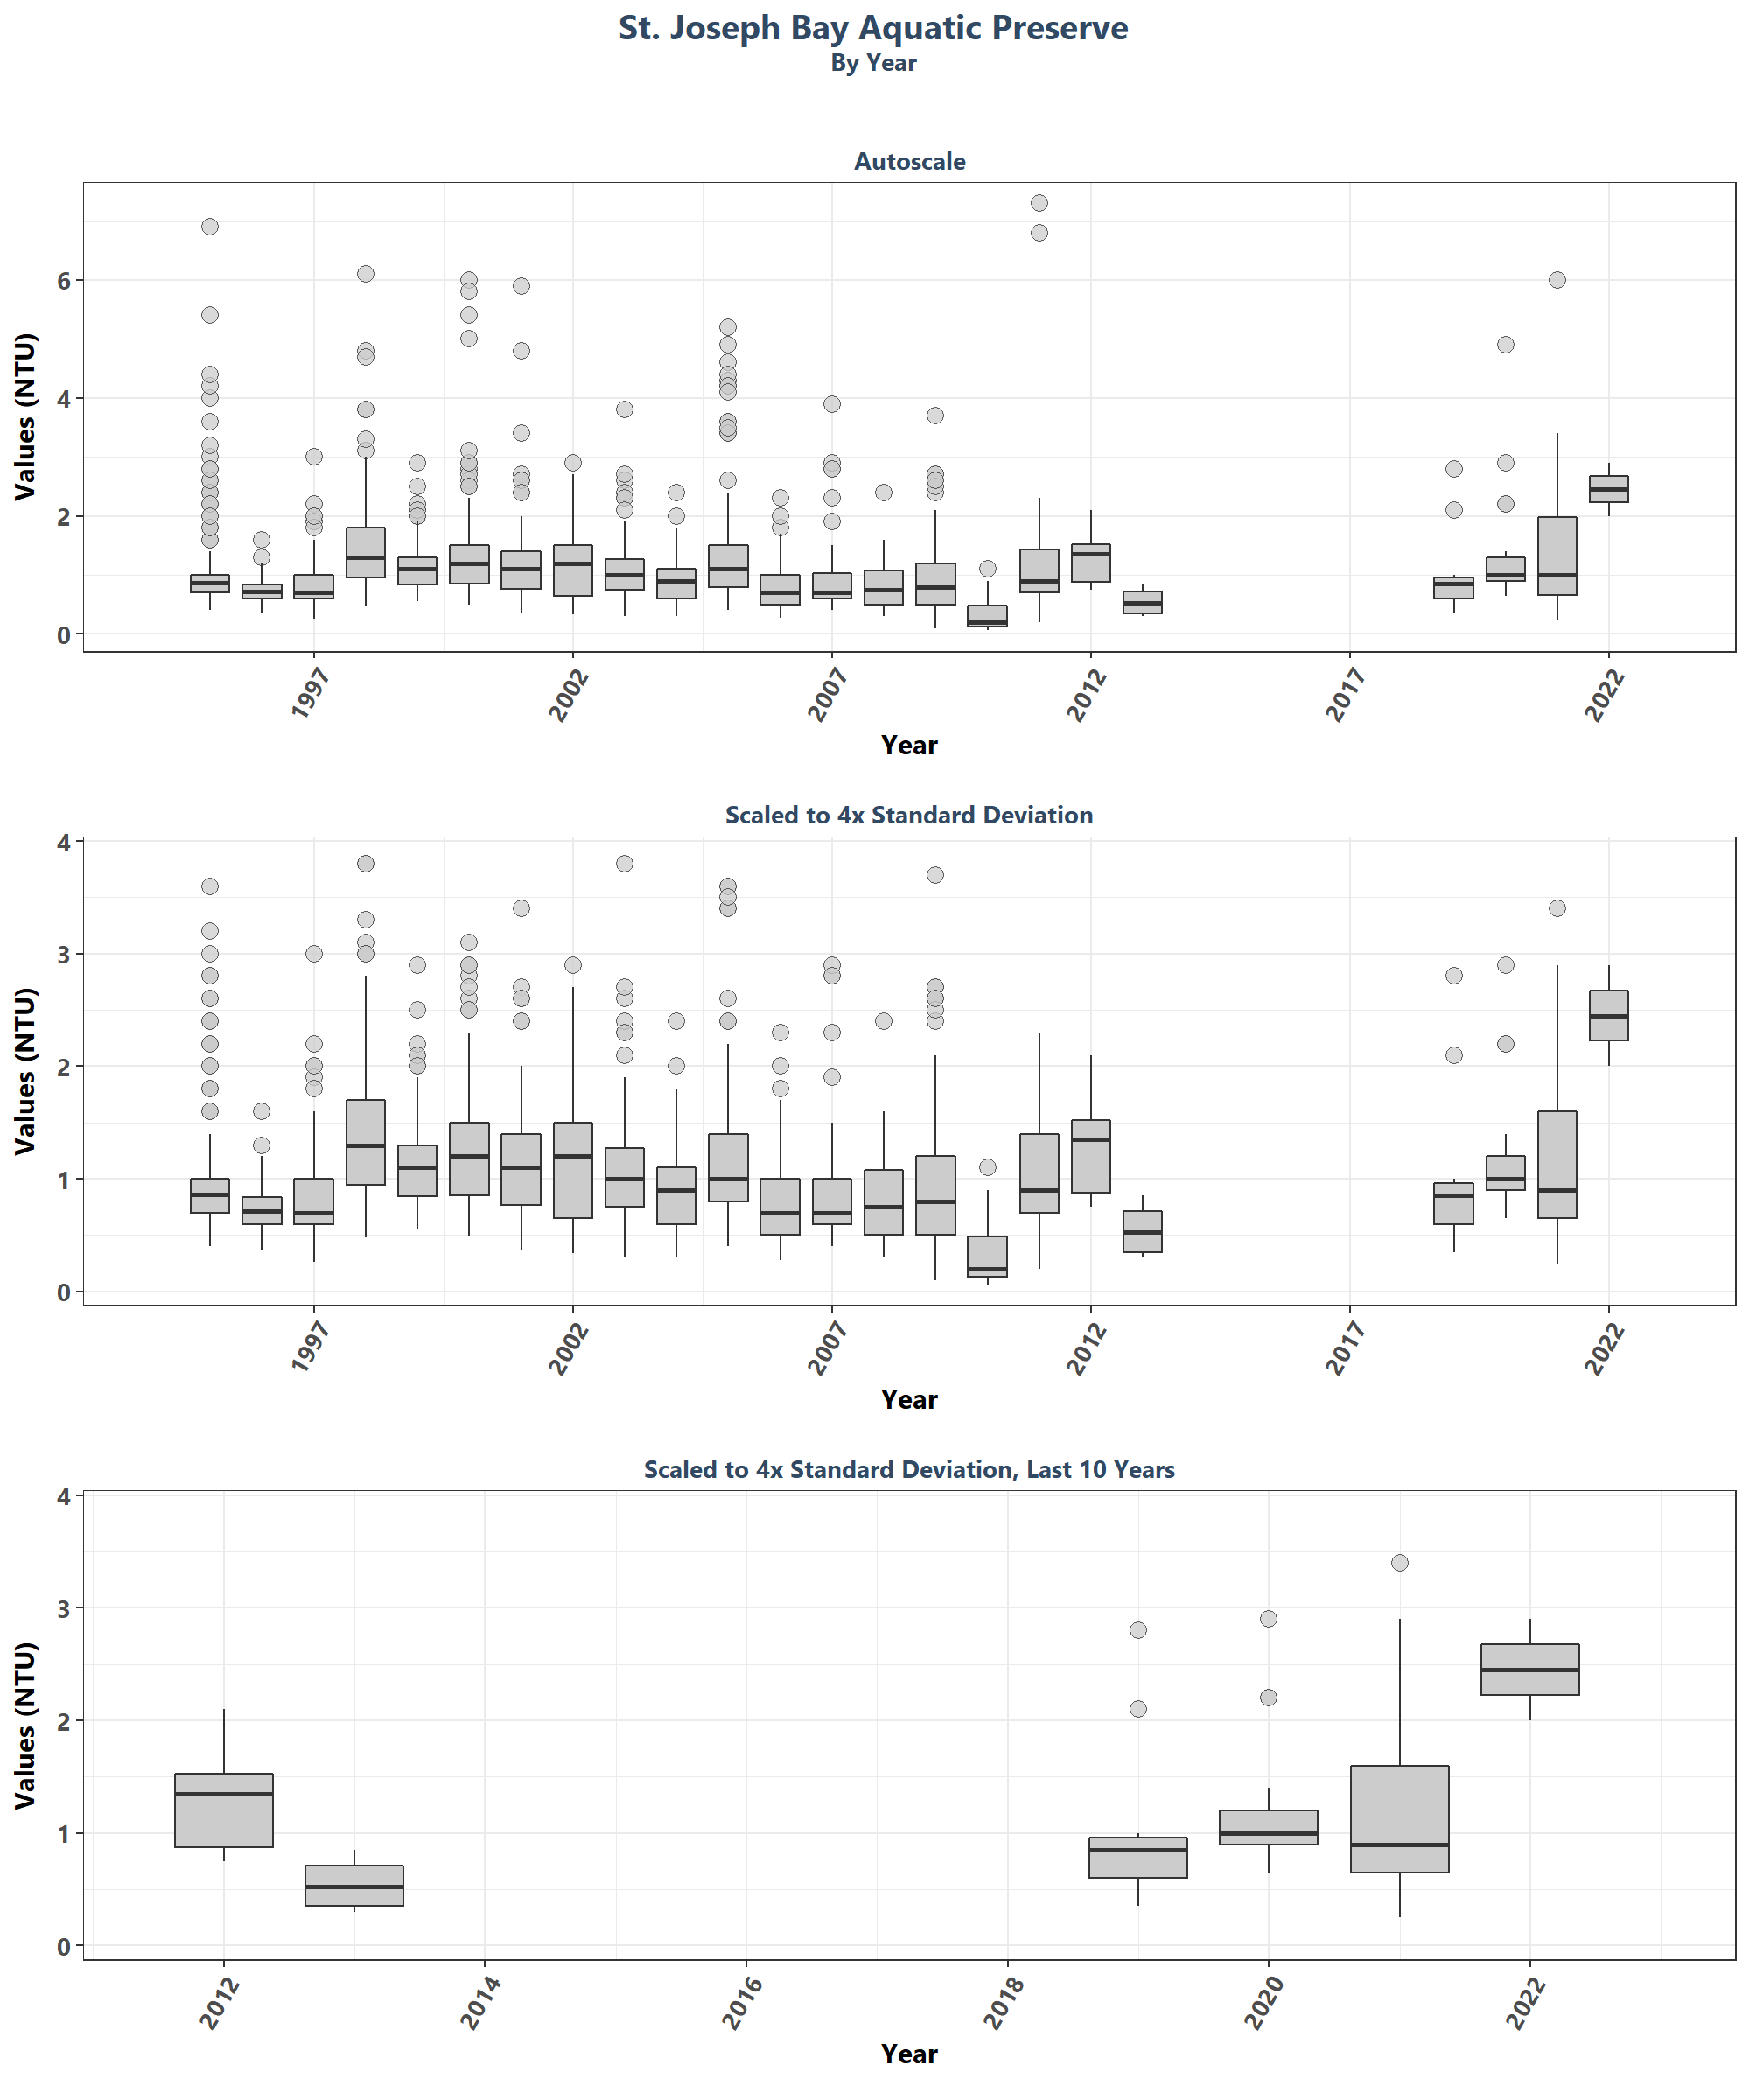 St. Joseph Bay Aquatic Preserve
By Year
Autoscale
Values (NTU)
6
4
2
0
1997 2002 2007 2012 2017 2022
Year
Scaled to 4x Standard Deviation
Values (NTU)
4
3
2
1
0
1997 2002 2007 2012 2017 2022
Year
Scaled to 4x Standard Deviation, Last 10 Years
Values (NTU)
4
3
2
1
0
2012 2014 2016 2018 2020 2022
Year